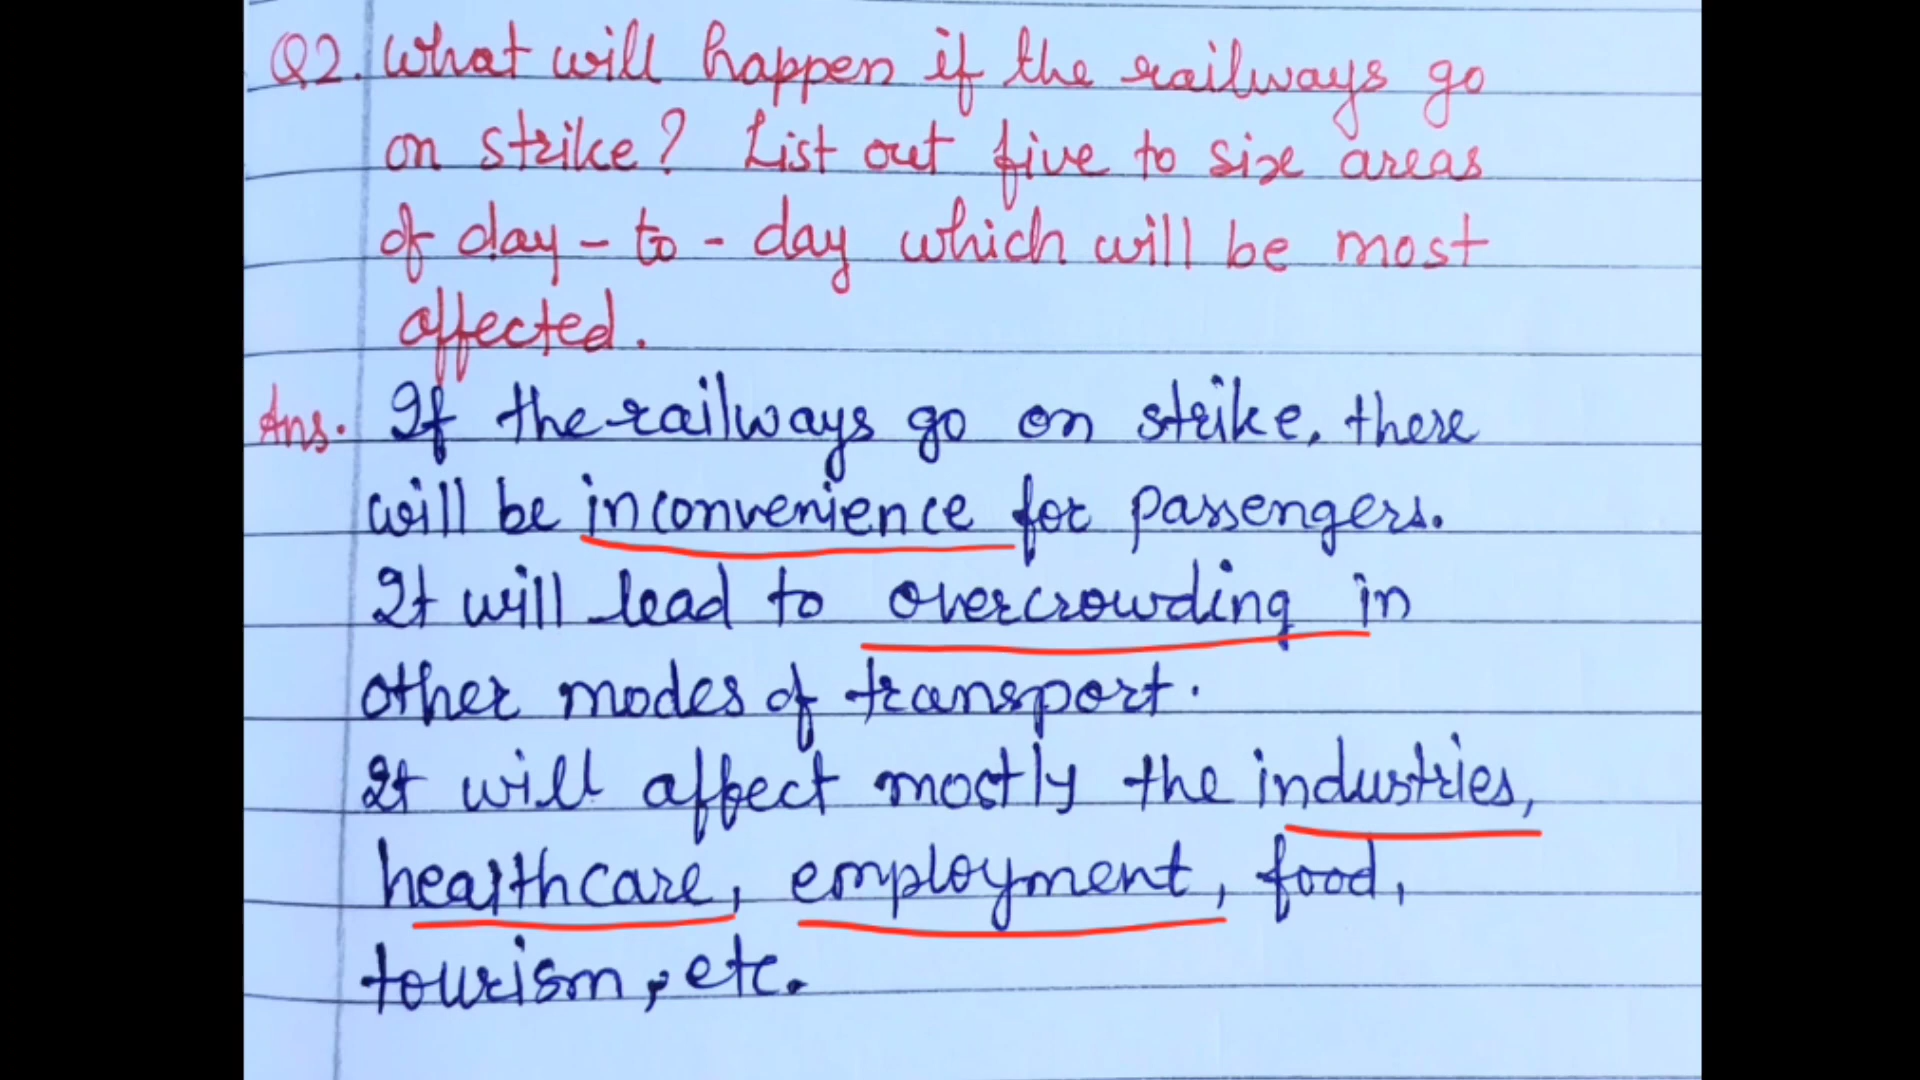 Q2. What will happen if the railways go
on strike? List out five to six areas
of day-to-day which will be most
affected.
Ans. If the railways go on strike, there
will be inconvenience for passengers.
It will lead to overcrowding in
other modes of transport.
It will affect mostly the industries,
healthcare, employment, food,
tourism, etc.